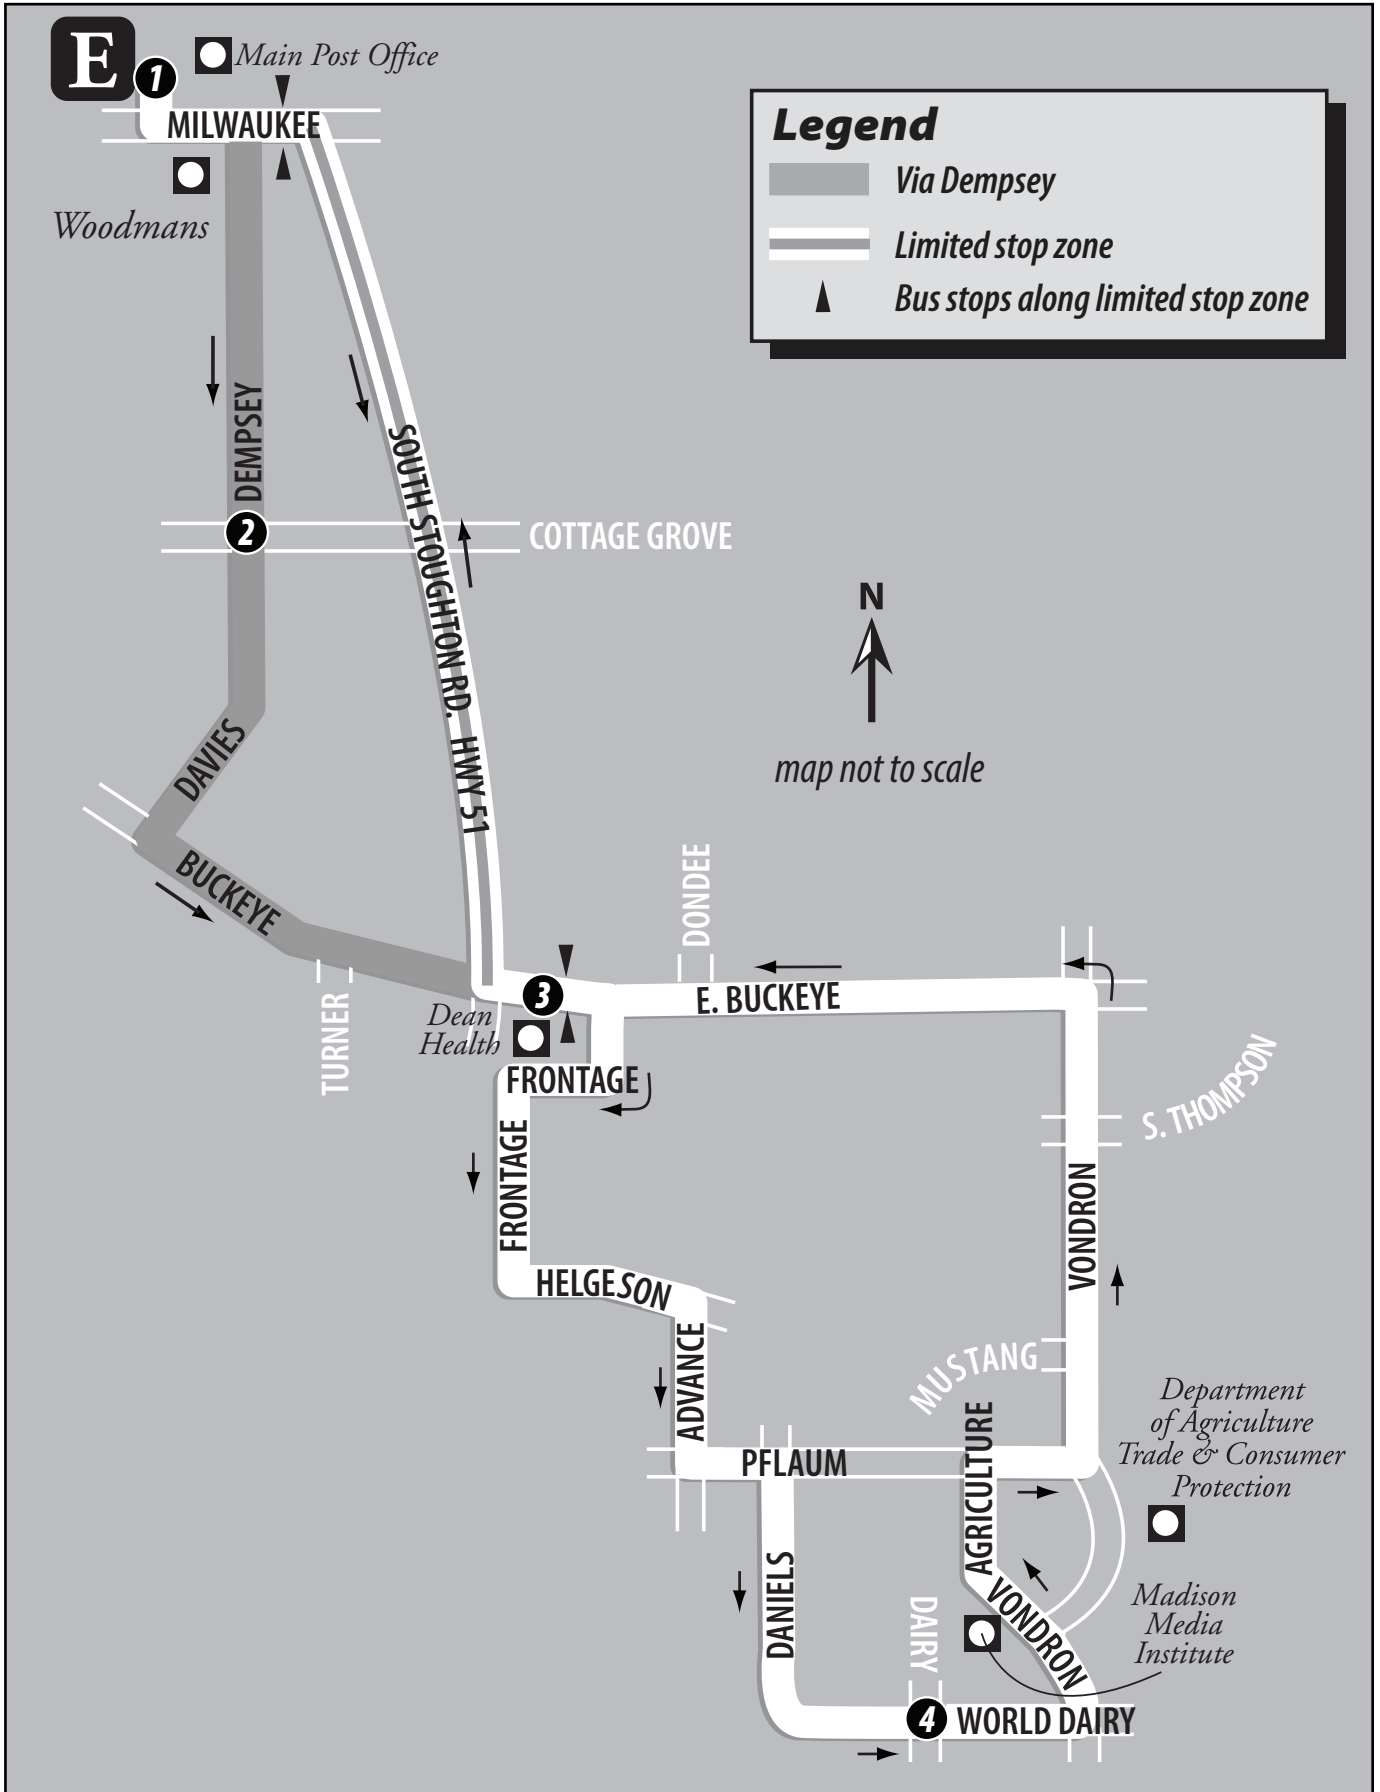 E
1
Main Post Office
MILWAUKEE
Woodmans
Legend
Via Dempsey
Limited stop zone
Bus stops along limited stop zone
DEMPSEY
SOUTH STOUGHTON RD. HWY 51
2
COTTAGE GROVE
N
map not to scale
DAVIES
BUCKEYE
DONDEE
TURNER
3
E. BUCKEYE
Dean
Health
FRONTAGE
S. THOMPSON
FRONTAGE
VONDRON
HELGESON
ADVANCE
MUSTANG
Department
of Agriculture
Trade & Consumer
Protection
AGRICULTURE
PFLAUM
DANIELS
DAIRY
VONDRON
Madison
Media
Institute
4
WORLD DAIRY